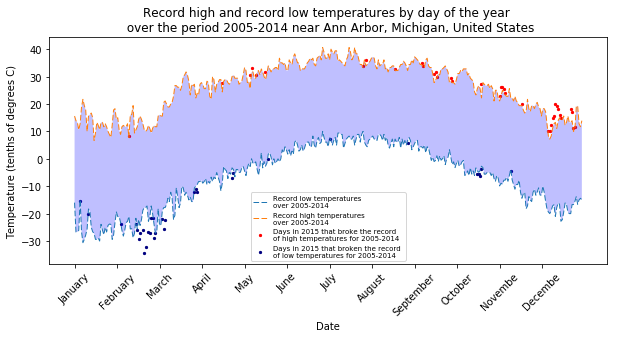 Record high and record low temperatures by day of the year
over the period 2005-2014 near Ann Arbor, Michigan, United States
Temperature (tenths of degrees C)
40
30
20
10
0
−10
−20
−30
Record low temperatures
over 2005-2014
Record high temperatures
over 2005-2014
Days in 2015 that broke the record
of high temperatures for 2005-2014
Days in 2015 that broken the record
of low temperatures for 2005-2014
January
February
March
April
May
June
July
August
September
October
Novembe
Decembe
Date